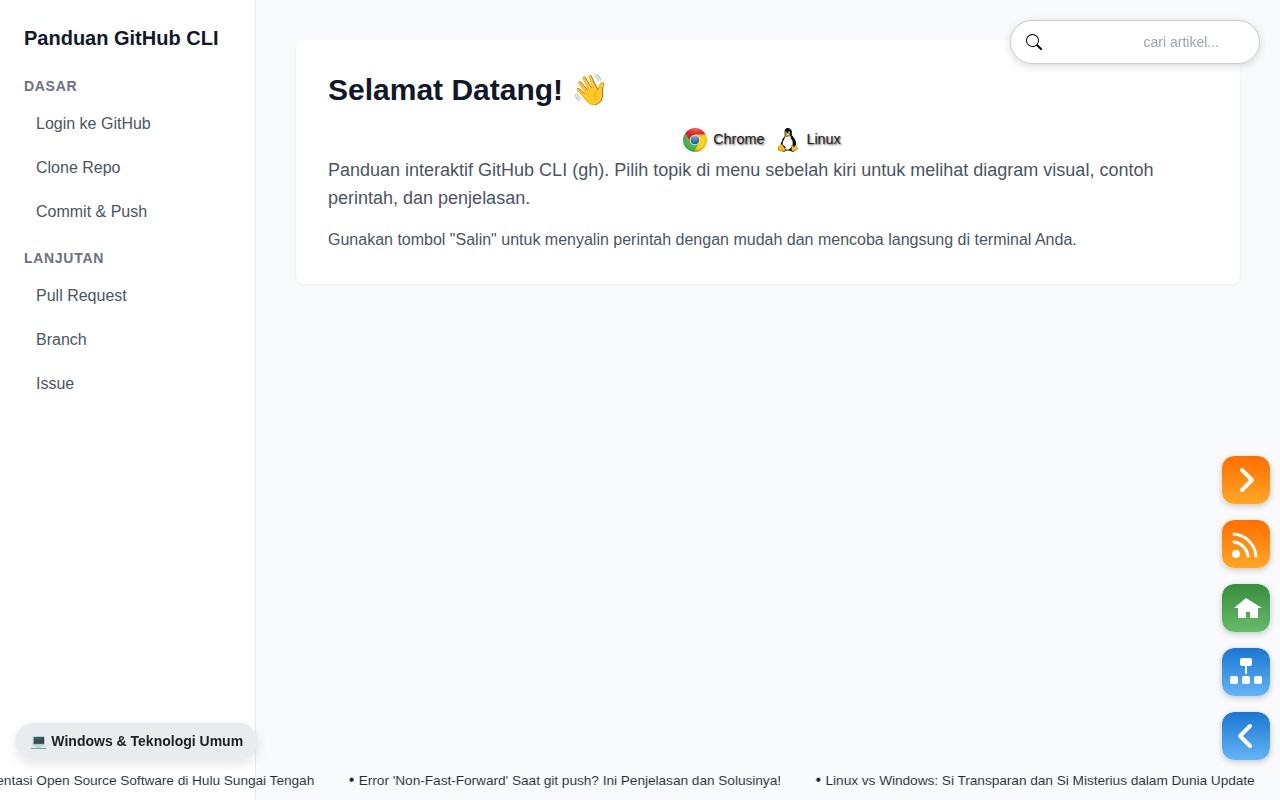 Panduan GitHub CLI
DASAR
Login ke GitHub
Clone Repo
Commit & Push
LANJUTAN
Pull Request
Branch
Issue
💻 Windows & Teknologi Umum
cari artikel...
Selamat Datang! 👋
Chrome Linux
Panduan interaktif GitHub CLI (gh). Pilih topik di menu sebelah kiri untuk melihat diagram visual, contoh
perintah, dan penjelasan.
Gunakan tombol "Salin" untuk menyalin perintah dengan mudah dan mencoba langsung di terminal Anda.
entasi Open Source Software di Hulu Sungai Tengah • Error 'Non-Fast-Forward' Saat git push? Ini Penjelasan dan Solusinya! • Linux vs Windows: Si Transparan dan Si Misterius dalam Dunia Update